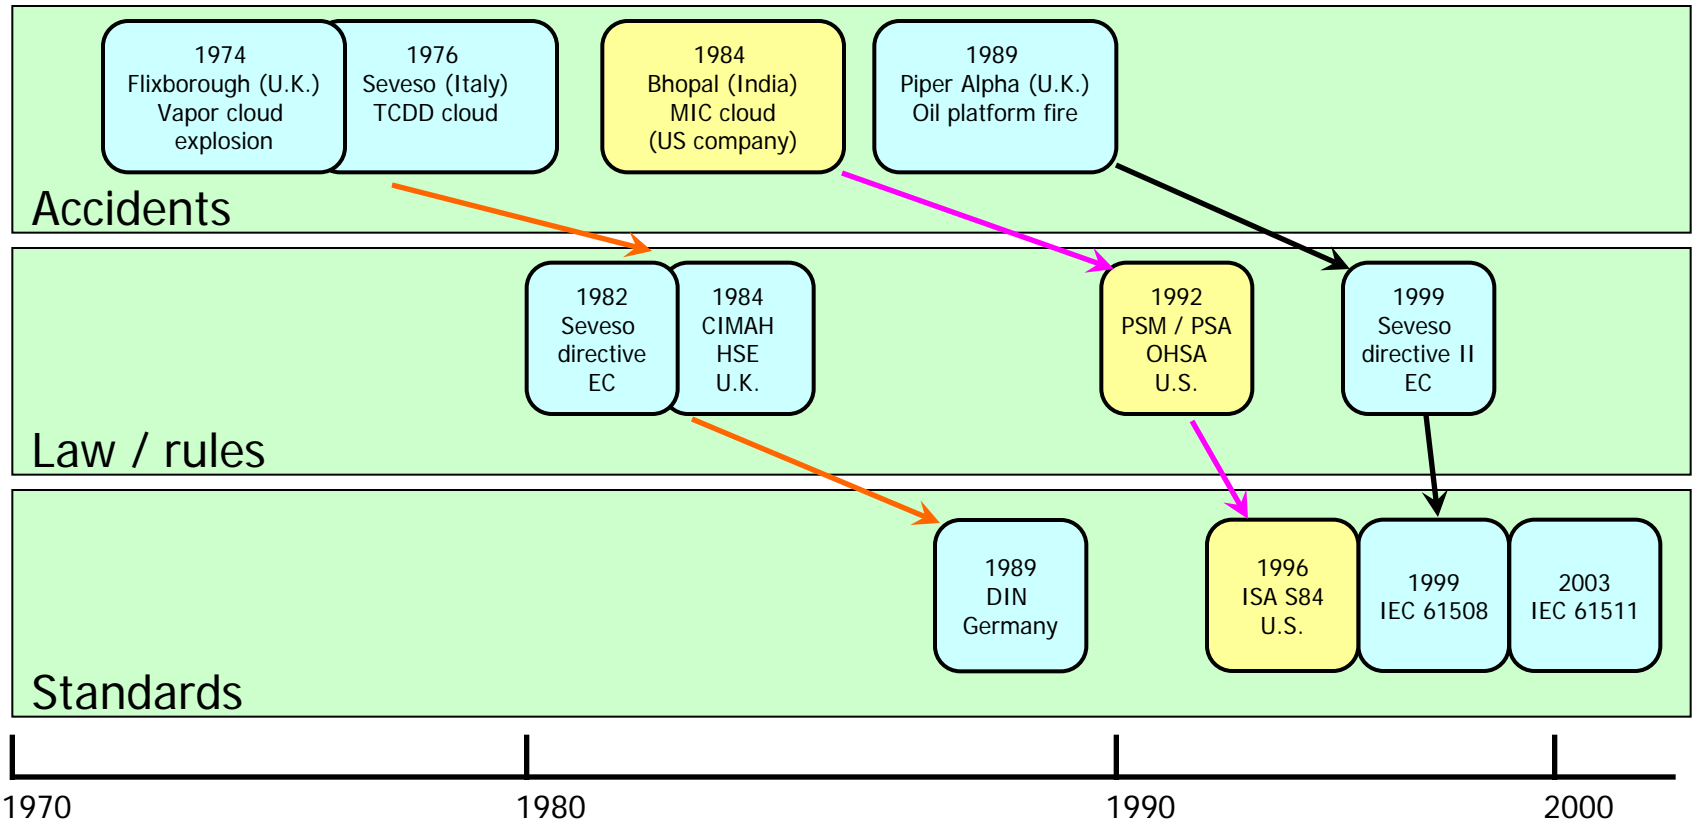 1974
Flixborough (U.K.)
Vapor cloud
explosion
1976
Seveso (Italy)
TCDD cloud
1984
Bhopal (India)
MIC cloud
(US company)
1989
Piper Alpha (U.K.)
Oil platform fire
Accidents
1982
Seveso
directive
EC
1984
CIMAH
HSE
U.K.
1992
PSM / PSA
OHSA
U.S.
1999
Seveso
directive II
EC
Law / rules
1989
DIN
Germany
1996
ISA S84
U.S.
1999
IEC 61508
2003
IEC 61511
Standards
1970
1980
1990
2000